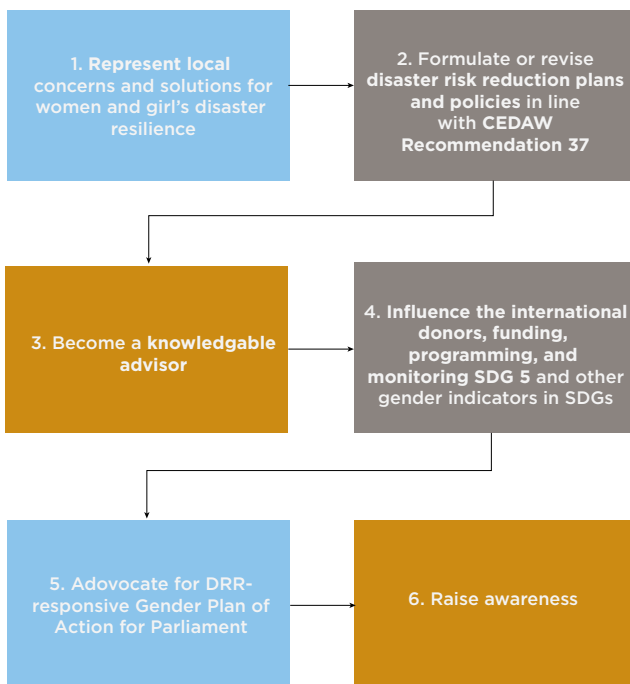 1. Represent local
concerns and solutions for
women and girl's disaster
resilience
2. Formulate or revise
disaster risk reduction plans
and policies in line
with CEDAW
Recommendation 37
3. Become a knowledgable
advisor
4. Influence the international
donors, funding,
programming, and
monitoring SDG 5 and other
gender indicators in SDGs
5. Adovocate for DRR-
responsive Gender Plan of
Action for Parliament
6. Raise awareness